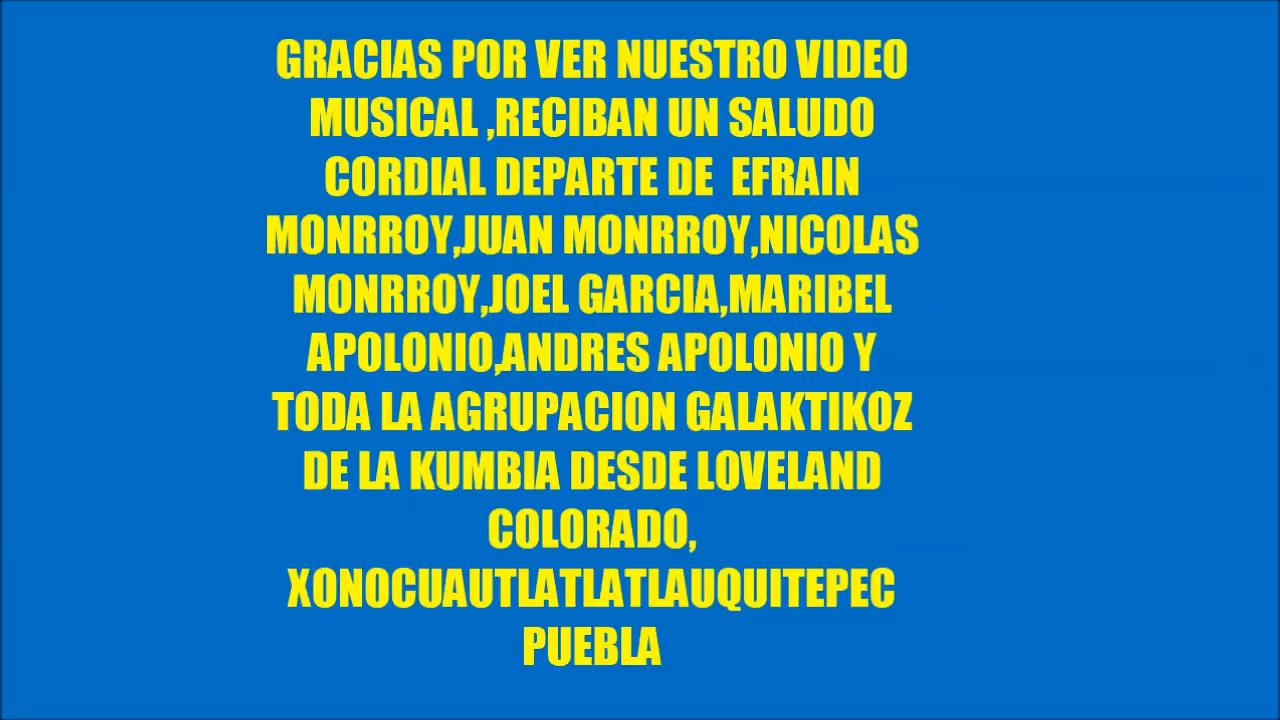 GRACIAS POR VER NUESTRO VIDEO
MUSICAL ,RECIBAN UN SALUDO
CORDIAL DEPARTE DE  EFRAIN
MONRROY,JUAN MONRROY,NICOLAS
MONRROY,JOEL GARCIA,MARIBEL
APOLONIO,ANDRES APOLONIO Y
TODA LA AGRUPACION GALAKTIKOZ
DE LA KUMBIA DESDE LOVELAND
COLORADO,
XONOCUAUTLATLATLAUQUITEPEC
PUEBLA